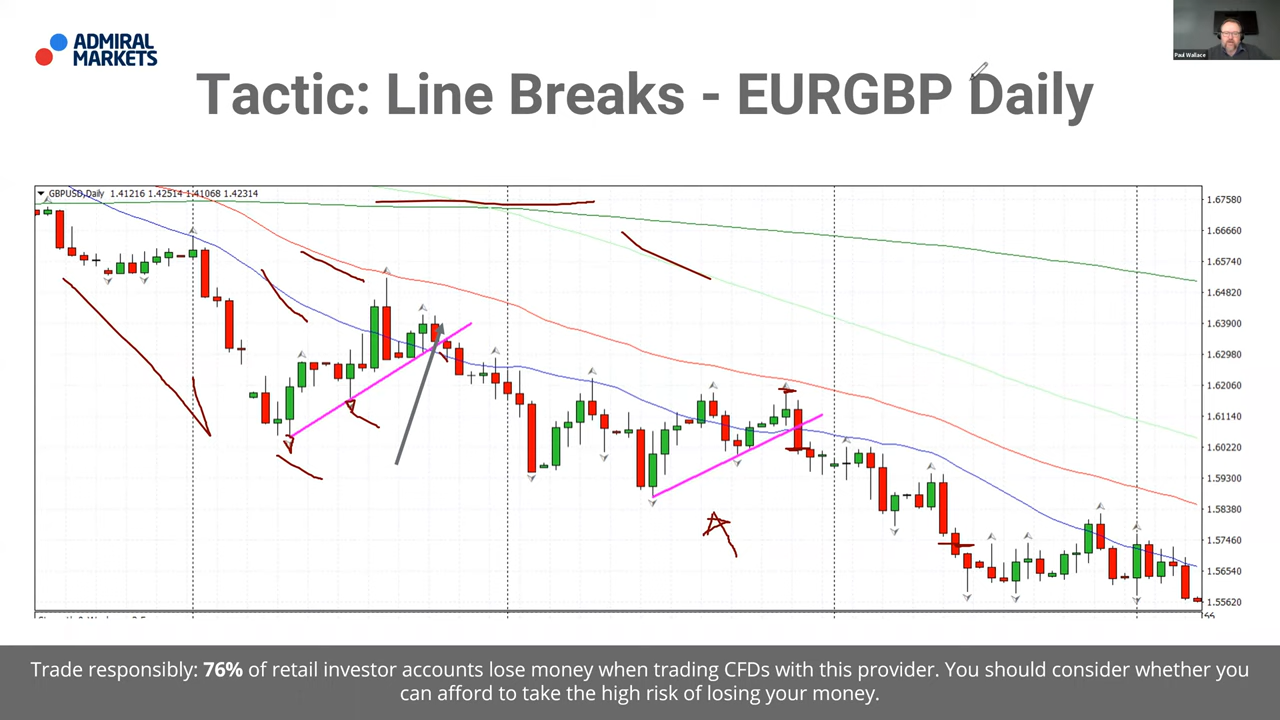 ADMIRAL
MARKETS
Paul Wallace
Tactic: Line Breaks - EURGBP Daily
GBPUSD,Daily 1.41216 1.42514 1.41068 1.42314
1.67580
1.66660
1.65740
1.64820
1.63900
1.62980
1.62060
1.61140
1.60220
1.59300
1.58380
1.57460
1.56540
1.55620
Trade responsibly: 76% of retail investor accounts lose money when trading CFDs with this provider. You should consider whether you
can afford to take the high risk of losing your money.